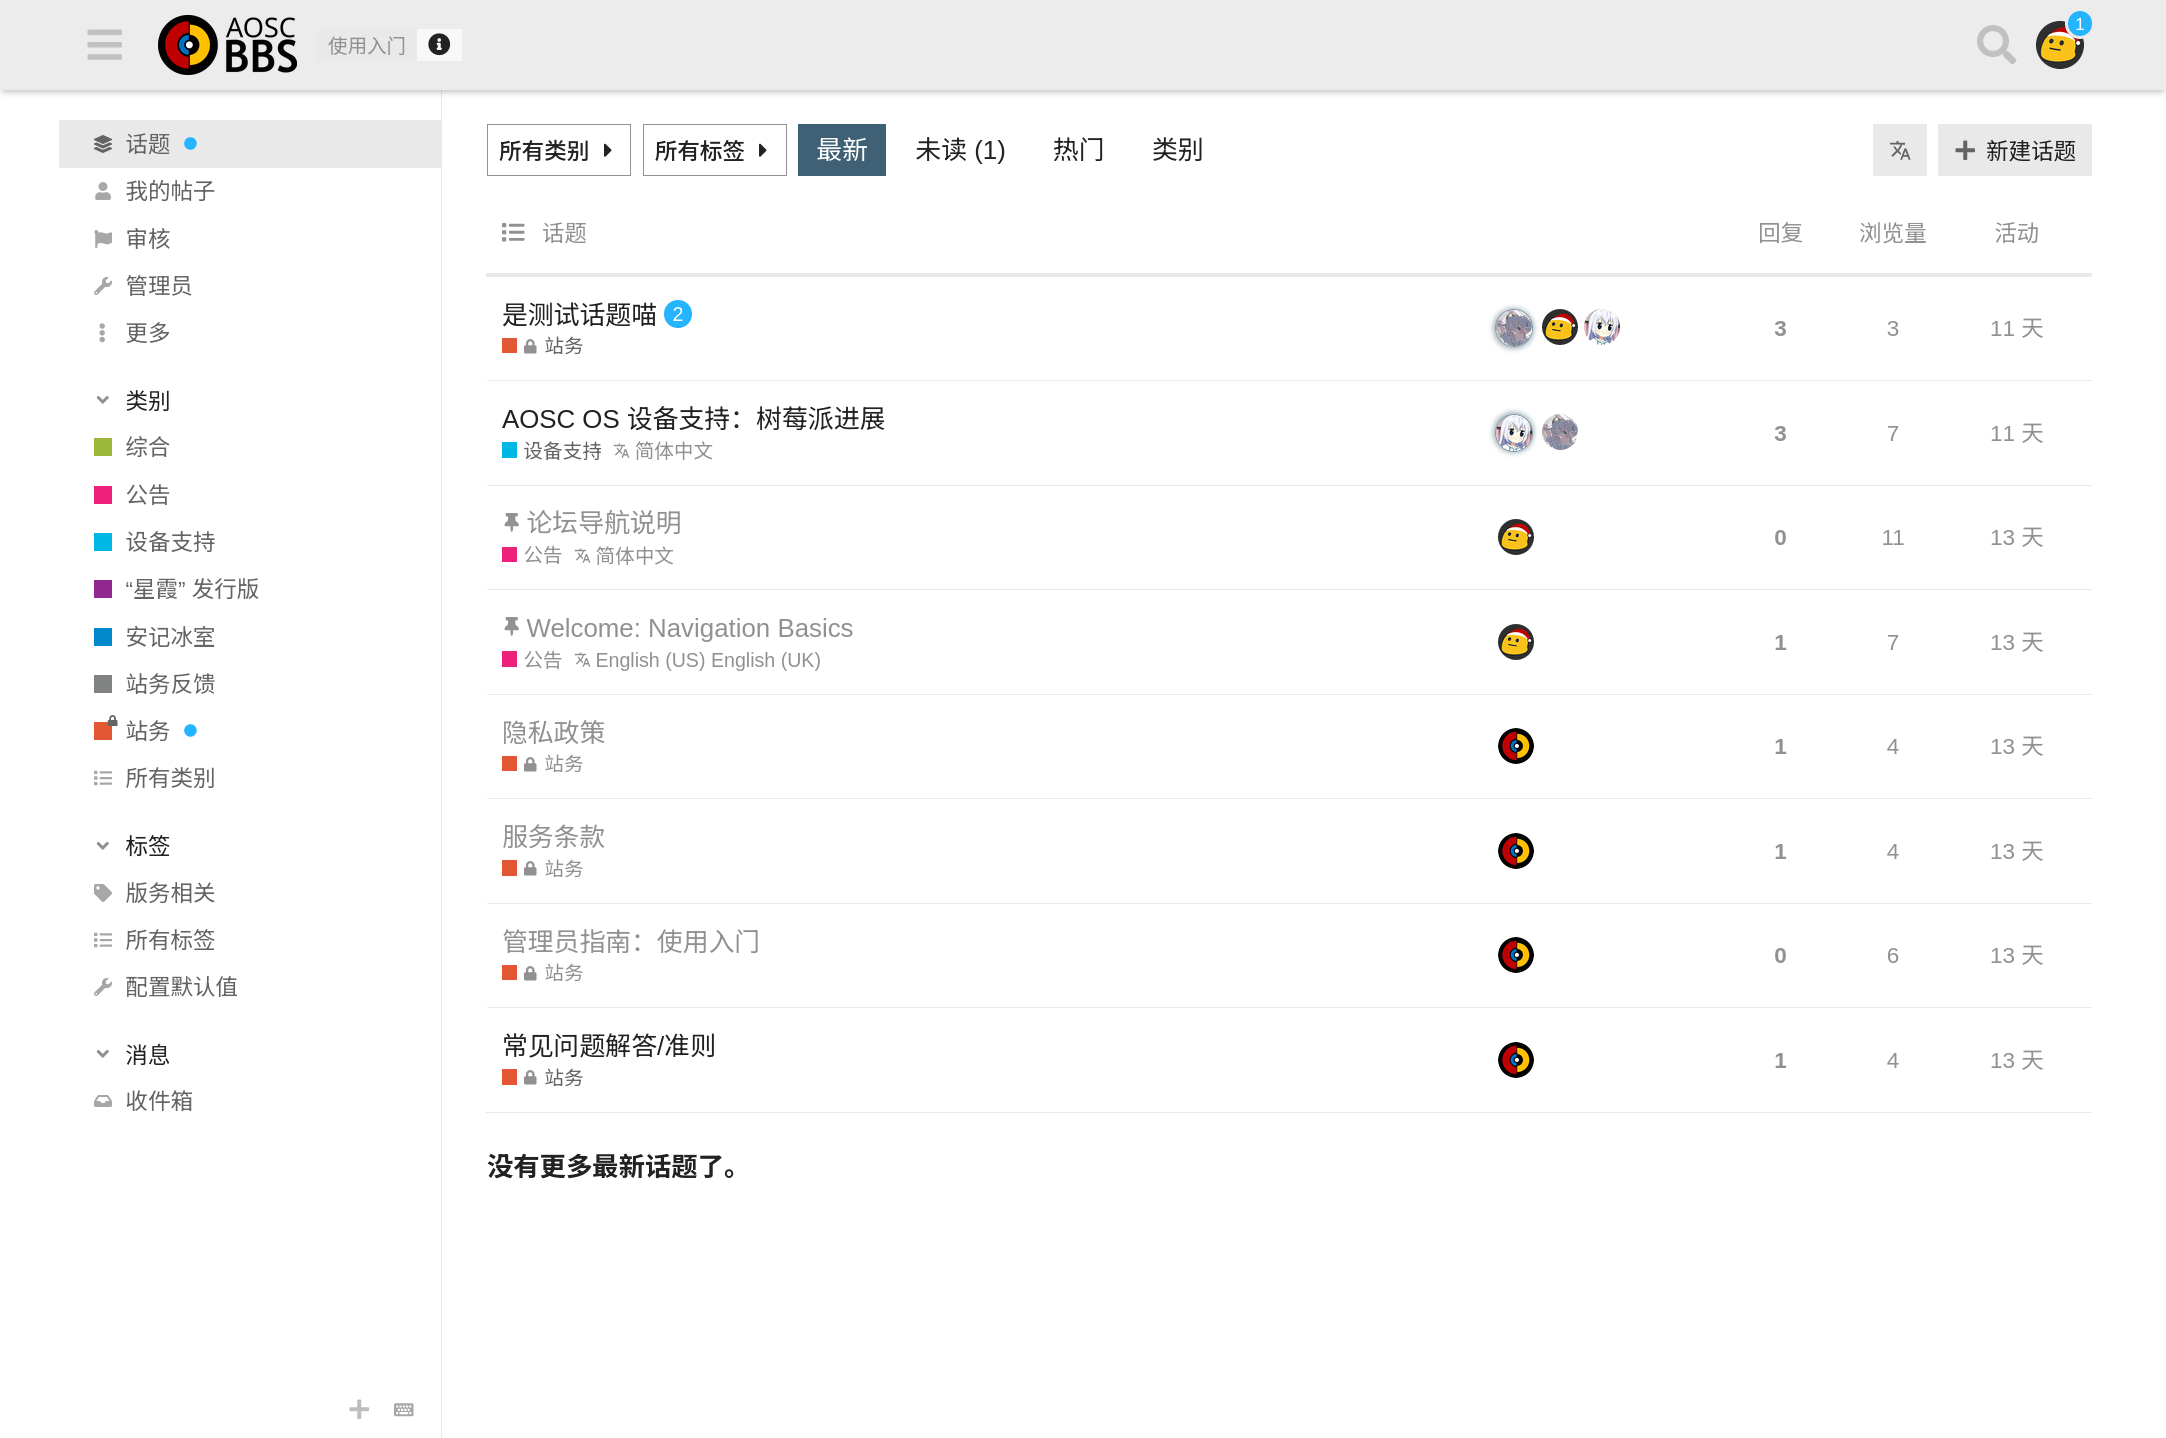 AOSC
BBS
使用入门
1
话题
我的帖子
审核
管理员
更多
类别
综合
公告
设备支持
“星霞” 发行版
安记冰室
站务反馈
站务
所有类别
标签
版务相关
所有标签
配置默认值
消息
收件箱
所有类别 所有标签 最新 未读 (1) 热门 类别 新建话题
话题 回复 浏览量 活动
是测试话题喵 2
站务
3 3 11 天
AOSC OS 设备支持：树莓派进展
设备支持 简体中文
3 7 11 天
论坛导航说明
公告 简体中文
0 11 13 天
Welcome: Navigation Basics
公告 English (US) English (UK)
1 7 13 天
隐私政策
站务
1 4 13 天
服务条款
站务
1 4 13 天
管理员指南：使用入门
站务
0 6 13 天
常见问题解答/准则
站务
1 4 13 天
没有更多最新话题了。